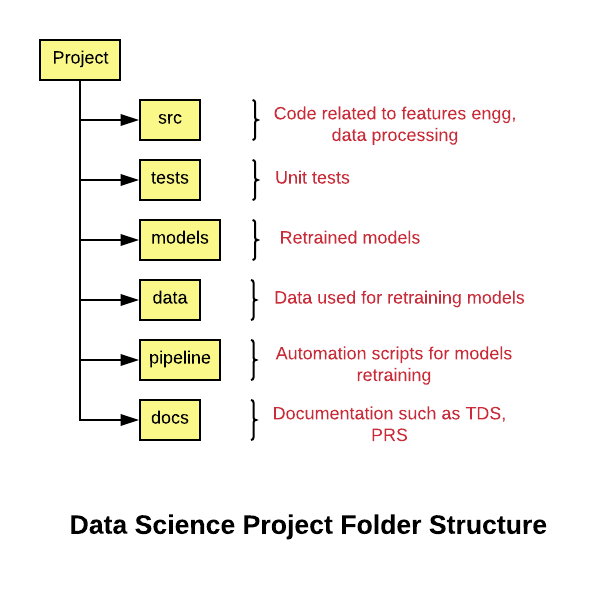 Project
src
Code related to features engg,
data processing
tests
Unit tests
models
Retrained models
data
Data used for retraining models
pipeline
Automation scripts for models
retraining
docs
Documentation such as TDS,
PRS
Data Science Project Folder Structure